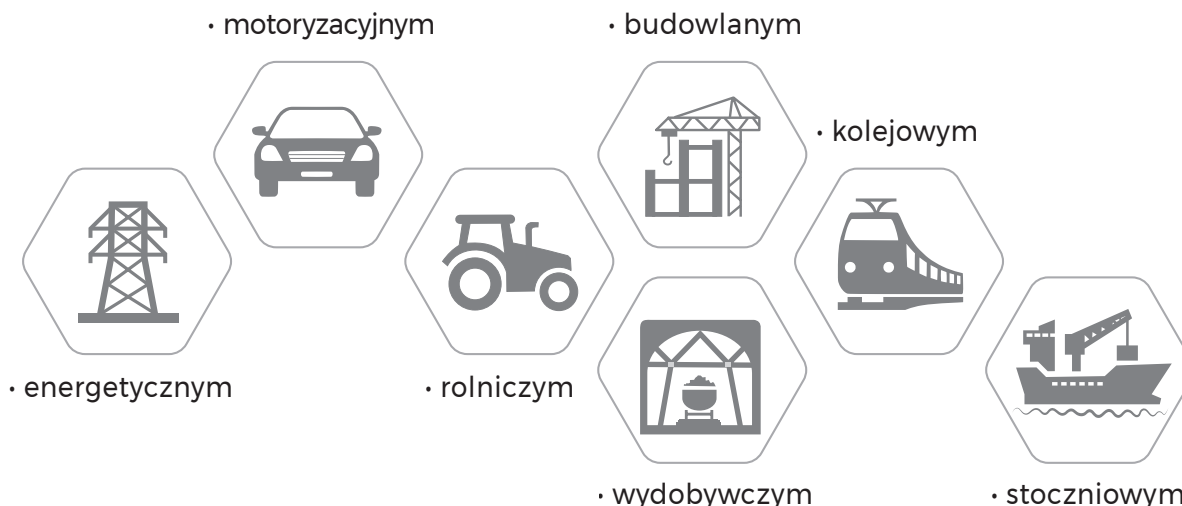 • motoryzacyjnym
• budowlanym
• kolejowym
• energetycznym
• rolniczym
• wydobywczym
• stoczniowym